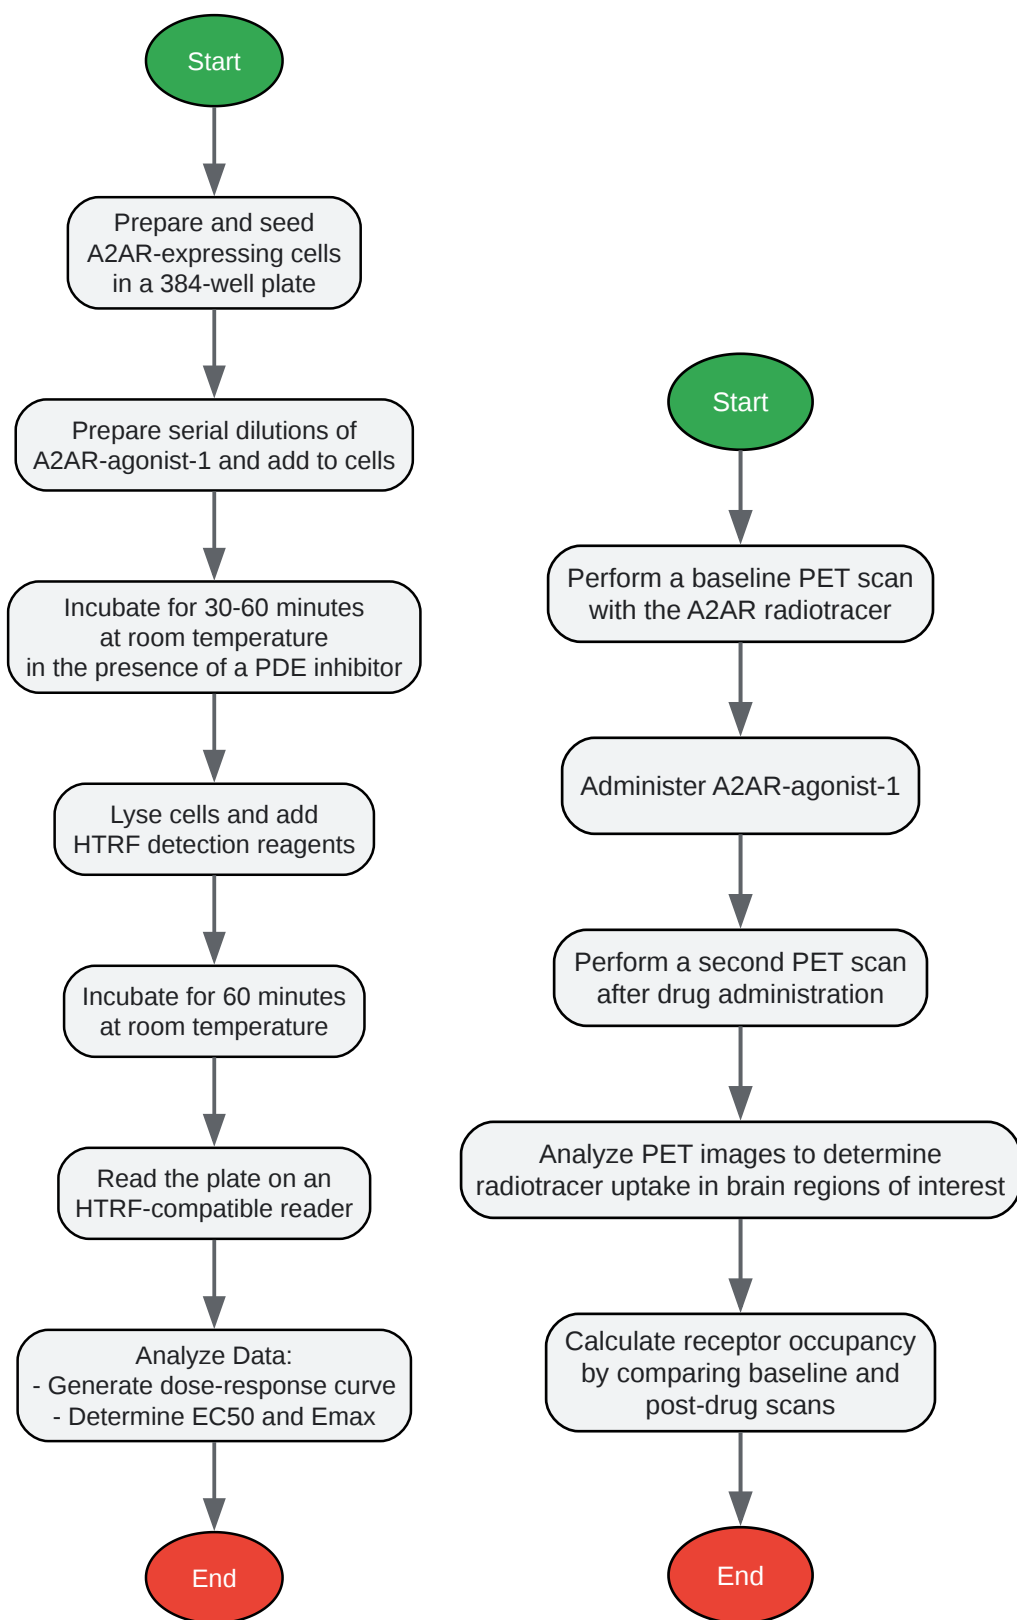 Start
Prepare and seed
A2AR-expressing cells
in a 384-well plate
Prepare serial dilutions of
A2AR-agonist-1 and add to cells
Incubate for 30-60 minutes
at room temperature
in the presence of a PDE inhibitor
Lyse cells and add
HTRF detection reagents
Incubate for 60 minutes
at room temperature
Read the plate on an
HTRF-compatible reader
Analyze Data:
- Generate dose-response curve
- Determine EC50 and Emax
End
Start
Perform a baseline PET scan
with the A2AR radiotracer
Administer A2AR-agonist-1
Perform a second PET scan
after drug administration
Analyze PET images to determine
radiotracer uptake in brain regions of interest
Calculate receptor occupancy
by comparing baseline and
post-drug scans
End